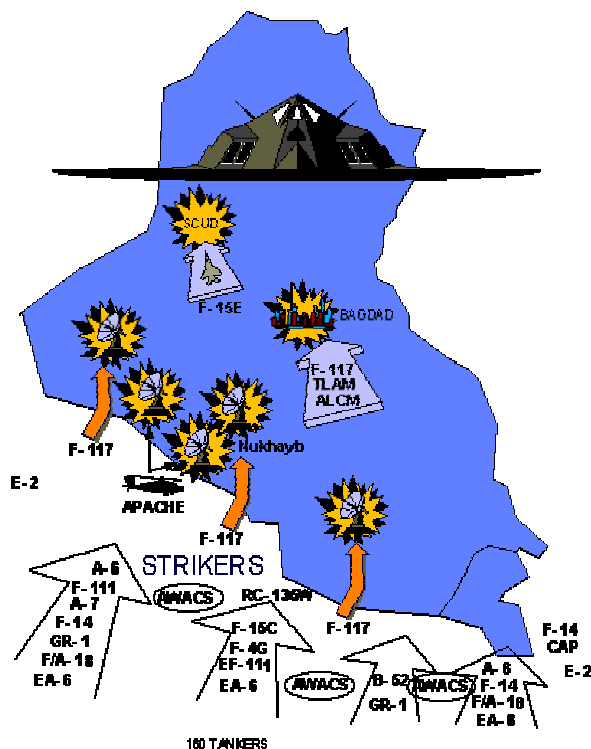 SCUD
F-15E
BAGDAD
F-117
TLAM
ALCM
F-117
Nukhayb
E-2
APACHE
F-117
STRIKERS
AWACS
RC-135W
F-117
A-6
F-111
A-7
F-14
GR-1
F/A-18
EA-6
F-15C
F-4G
EF-111
EA-6
AWACS
B-52
GR-1
AWACS
A-6
F-14
F/A-18
EA-6
F-14
CAP
E-2
160 TANKERS